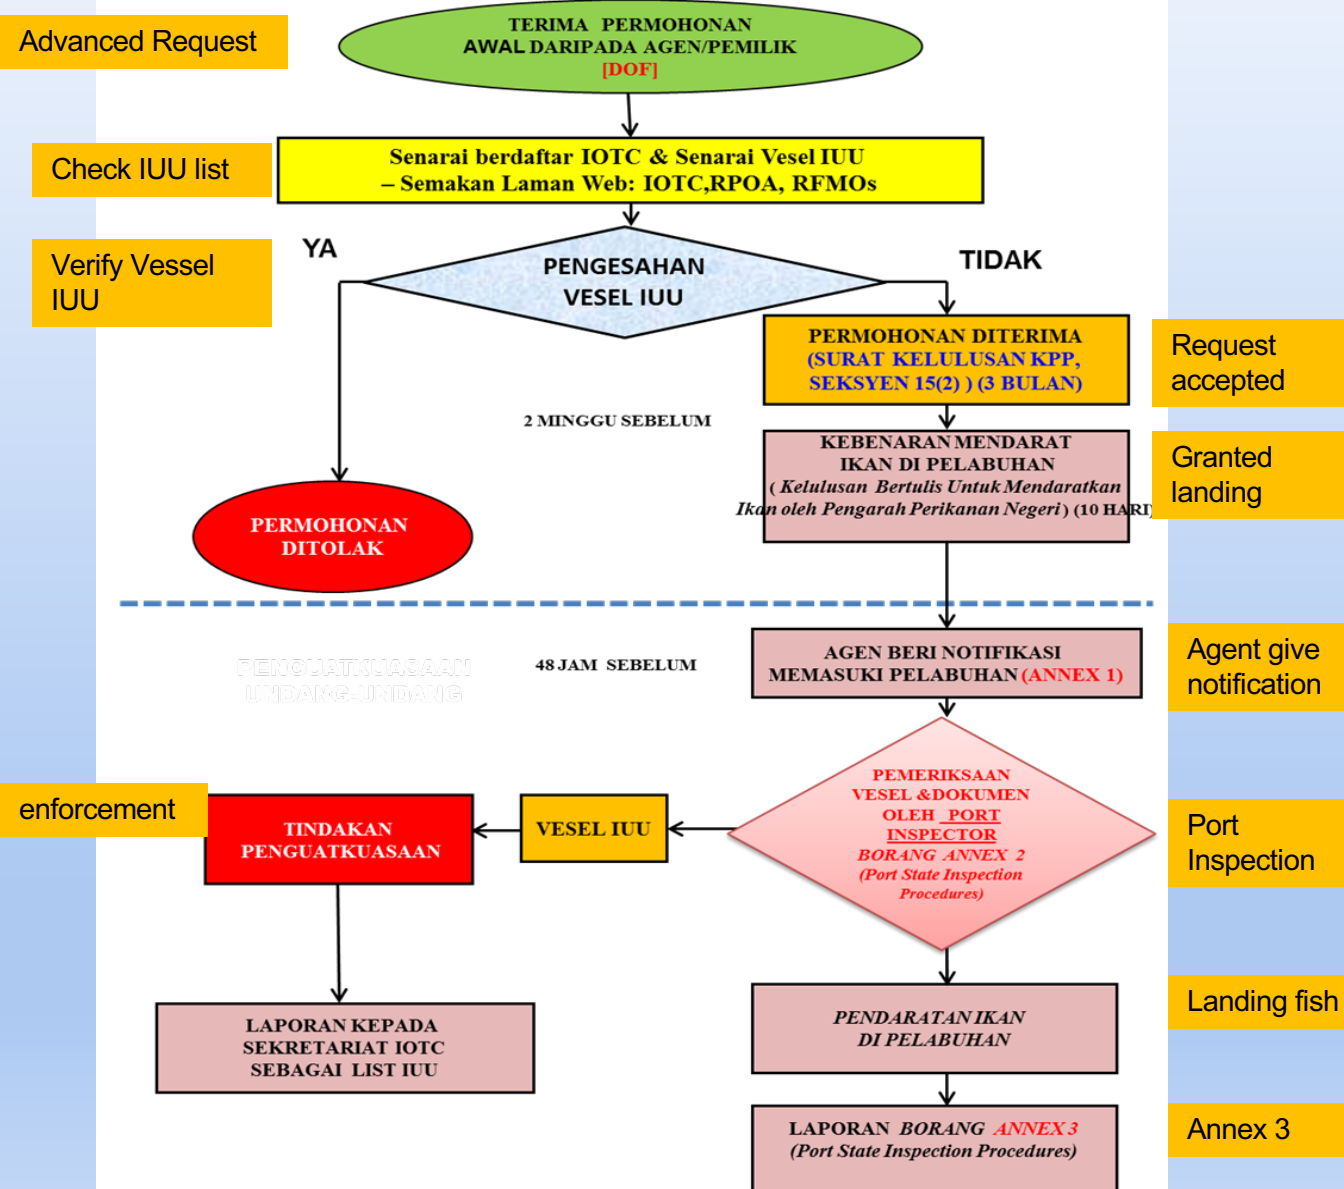 Advanced Request
TERIMA PERMOHONAN
AWAL DARIPADA AGEN/PEMILIK
[DOF]
Check IUU list
Senarai berdaftar IOTC & Senarai Vesel IUU
– Semakan Laman Web: IOTC,RPOA, RFMOs
Verify Vessel
IUU
YA
PENGESAHAN
VESEL IUU
TIDAK
PERMOHONAN DITERIMA
(SURAT KELULUSAN KPP,
SEKSYEN 15(2) ) (3 BULAN)
Request
accepted
2 MINGGU SEBELUM
KEBENARAN MENDARAT
IKAN DI PELABUHAN
( Kelulusan Bertulis Untuk Mendaratkan
Ikan oleh Pengarah Perikanan Negeri) (10 HARI)
Granted
landing
PERMOHONAN
DITOLAK
PENGUATKUASAAN
UNDANG-UNDANG
48 JAM SEBELUM
AGEN BERI NOTIFIKASI
MEMASUKI PELABUHAN (ANNEX 1)
Agent give
notification
enforcement
TINDAKAN
PENGUATKUASAAN
VESEL IUU
PEMERIKSAAN
VESEL &DOKUMEN
OLEH PORT
INSPECTOR
BORANG ANNEX 2
(Port State Inspection
Procedures)
Port
Inspection
LAPORAN KEPADA
SEKRETARIAT IOTC
SEBAGAI LIST IUU
PENDARATAN IKAN
DI PELABUHAN
Landing fish
LAPORAN BORANG ANNEX 3
(Port State Inspection Procedures)
Annex 3